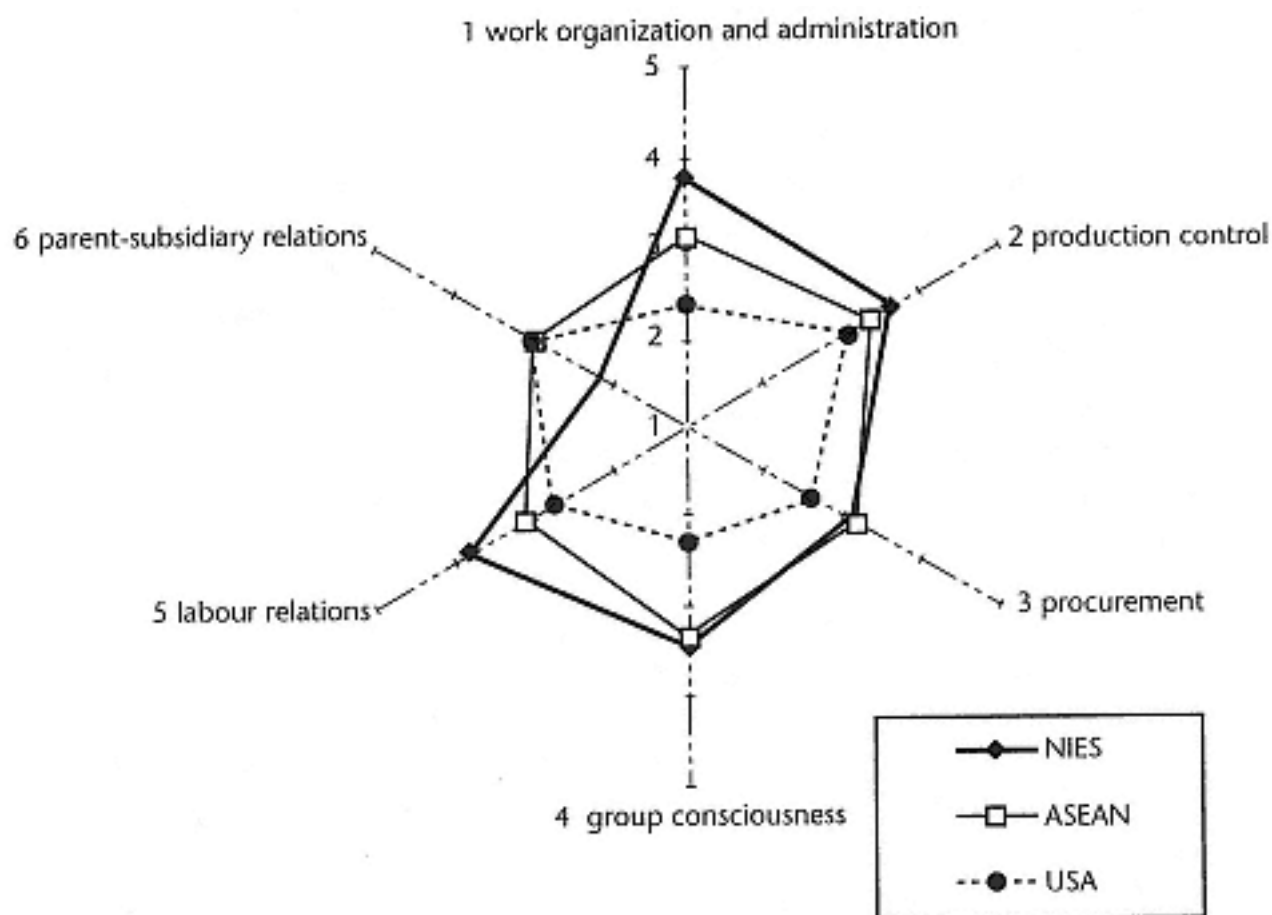 1 work organization and administration
5
4
6 parent-subsidiary relations
2 production control
3
2
1
5 labour relations
3 procurement
4 group consciousness
NIES
ASEAN
USA